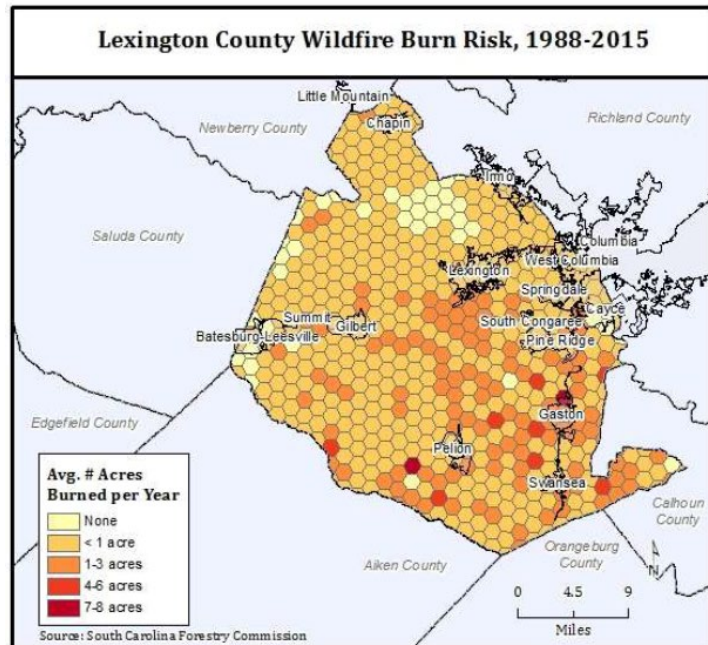 Lexington County Wildfire Burn Risk, 1988-2015
Little Mountain
Chapin
Newberry County
Richland County
Irmo
Saluda County
Columbia
West Columbia
Lexington
Springdale
Cayce
Summit
Gilbert
South Congaree
Batesburg-Leesville
Pine Ridge
Edgefield County
Gaston
Pelion
Swansea
Calhoun
County
Orangeburg
County
Aiken County
N
Avg. # Acres
Burned per Year
None
< 1 acre
1-3 acres
4-6 acres
7-8 acres
0 4.5 9
Miles
Source: South Carolina Forestry Commission